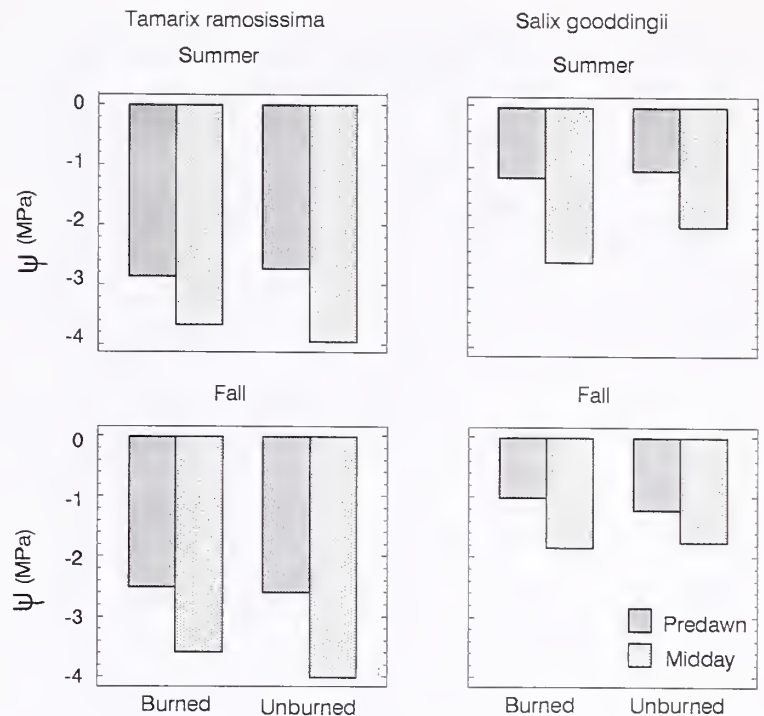 Tamarix ramosissima
Summer
Salix gooddingii
Summer
0
-1
-2
-3
-4
Ψ (MPa)
Fall
Fall
0
-1
-2
-3
-4
Ψ (MPa)
Predawn
Midday
Burned
Unburned
Burned
Unburned